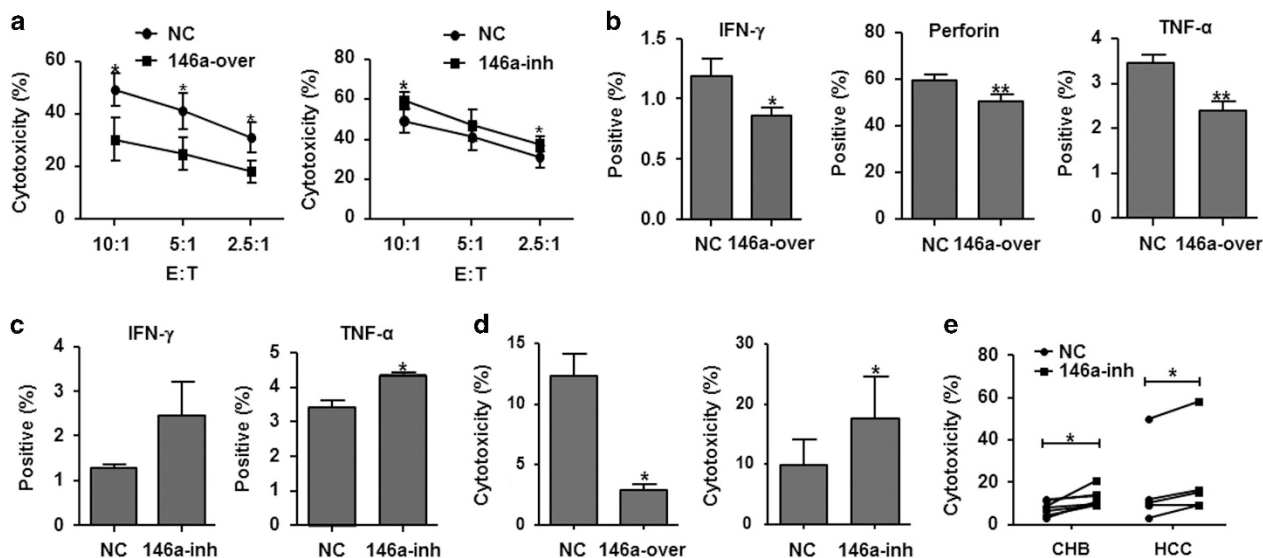 a
NC
146a-over
Cytotoxicity (%)
60
40
20
0
*
*
*
10:1 5:1 2.5:1
E:T
NC
146a-inh
Cytotoxicity (%)
80
60
40
20
0
*
*
10:1 5:1 2.5:1
E:T
b
IFN-γ
Positive (%)
1.5
1.0
0.5
0.0
*
NC 146a-over
Perforin
Positive (%)
80
60
40
20
0
**
NC 146a-over
TNF-α
Positive (%)
4
3
2
1
0
**
NC 146a-over
c
IFN-γ
Positive (%)
4
3
2
1
0
NC 146a-inh
TNF-α
Positive (%)
5
4
3
2
1
0
*
NC 146a-inh
d
Cytotoxicity (%)
15
10
5
0
*
NC 146a-over
Cytotoxicity (%)
30
20
10
0
*
NC 146a-inh
e
NC
146a-inh
Cytotoxicity (%)
80
60
40
20
0
*
*
CHB HCC